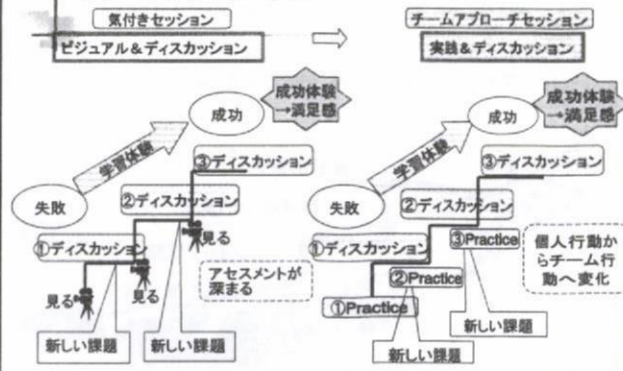 気付きセッション
ビジュアル&ディスカッション
チームアプローチセッション
実践&ディスカッション
成功
成功体験
→満足感
学習体験
失敗
③ディスカッション
②ディスカッション
①ディスカッション
見る
見る
見る
アセスメントが
深まる
新しい課題
新しい課題
成功
成功体験
→満足感
学習体験
失敗
③ディスカッション
②ディスカッション
①ディスカッション
③Practice
②Practice
①Practice
個人行動か
らチーム行
動へ変化
新しい課題
新しい課題